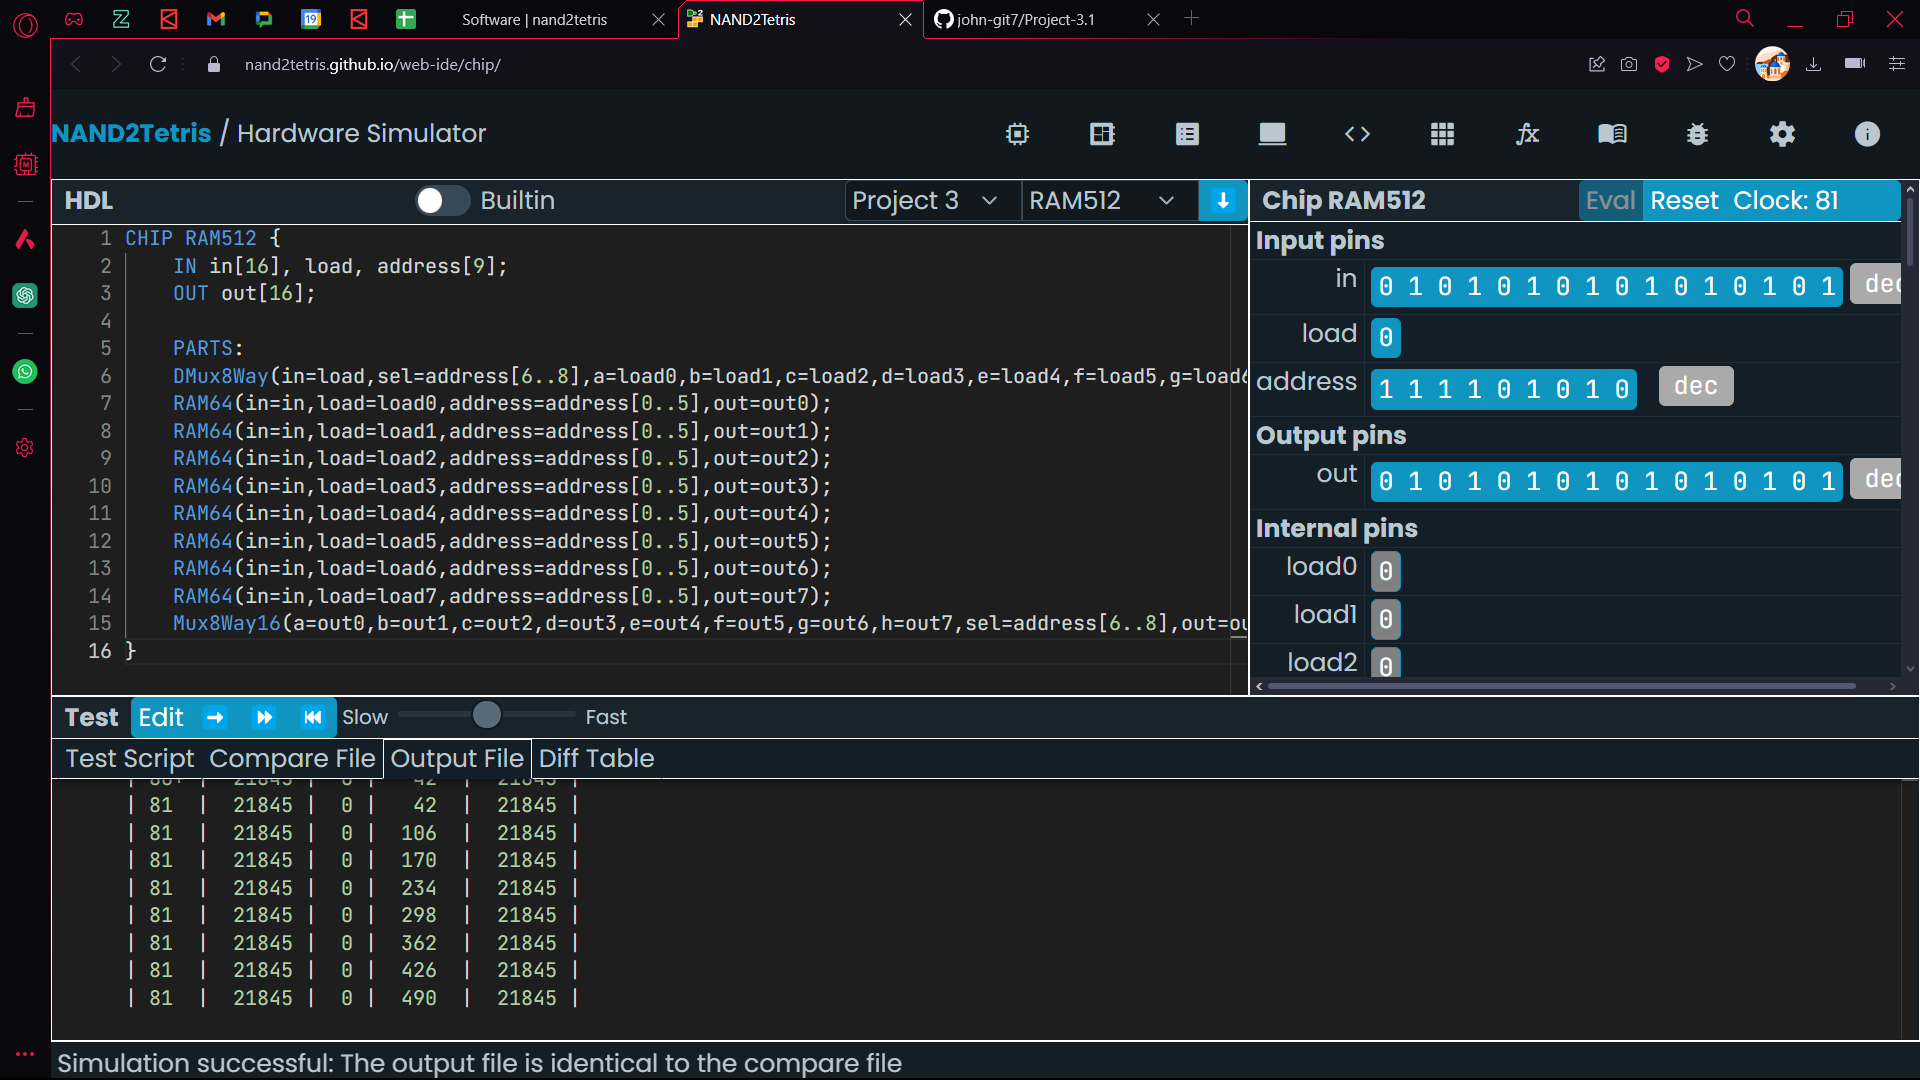 Software | nand2tetris
NAND2Tetris
john-git7/Project-3.1
nand2tetris.github.io/web-ide/chip/
NAND2Tetris / Hardware Simulator
HDL
Builtin
Project 3
RAM512
Chip RAM512
Eval
Reset
Clock: 81
1 CHIP RAM512 {
2 IN in[16], load, address[9];
3 OUT out[16];
4
5 PARTS:
6 DMux8Way(in=load,sel=address[6..8],a=load0,b=load1,c=load2,d=load3,e=load4,f=load5,g=load6
7 RAM64(in=in,load=load0,address=address[0..5],out=out0);
8 RAM64(in=in,load=load1,address=address[0..5],out=out1);
9 RAM64(in=in,load=load2,address=address[0..5],out=out2);
10 RAM64(in=in,load=load3,address=address[0..5],out=out3);
11 RAM64(in=in,load=load4,address=address[0..5],out=out4);
12 RAM64(in=in,load=load5,address=address[0..5],out=out5);
13 RAM64(in=in,load=load6,address=address[0..5],out=out6);
14 RAM64(in=in,load=load7,address=address[0..5],out=out7);
15 Mux8Way16(a=out0,b=out1,c=out2,d=out3,e=out4,f=out5,g=out6,h=out7,sel=address[6..8],out=ou
16 }
Input pins
in 0 1 0 1 0 1 0 1 0 1 0 1 0 1 0 1 dec
load 0
address 1 1 1 1 0 1 0 1 0 dec
Output pins
out 0 1 0 1 0 1 0 1 0 1 0 1 0 1 0 1 dec
Internal pins
load0 0
load1 0
load2 0
Test Edit Slow Fast
Test Script Compare File Output File Diff Table
| 80+ | 21845 | 0 | 42 | 21845 |
| 81 | 21845 | 0 | 42 | 21845 |
| 81 | 21845 | 0 | 106 | 21845 |
| 81 | 21845 | 0 | 170 | 21845 |
| 81 | 21845 | 0 | 234 | 21845 |
| 81 | 21845 | 0 | 298 | 21845 |
| 81 | 21845 | 0 | 362 | 21845 |
| 81 | 21845 | 0 | 426 | 21845 |
| 81 | 21845 | 0 | 490 | 21845 |
Simulation successful: The output file is identical to the compare file